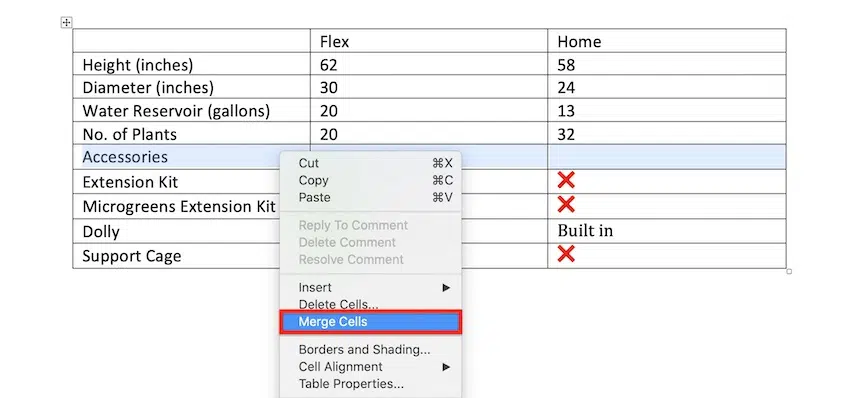 Flex Home
Height (inches) 62 58
Diameter (inches) 30 24
Water Reservoir (gallons) 20 13
No. of Plants 20 32
Accessories
Extension Kit ❌
Microgreens Extension Kit ❌
Dolly Built in
Support Cage ❌
Cut ⌘X
Copy ⌘C
Paste ⌘V
Reply To Comment
Delete Comment
Resolve Comment
Insert ▶
Delete Cells...
Merge Cells
Borders and Shading...
Cell Alignment ▶
Table Properties...